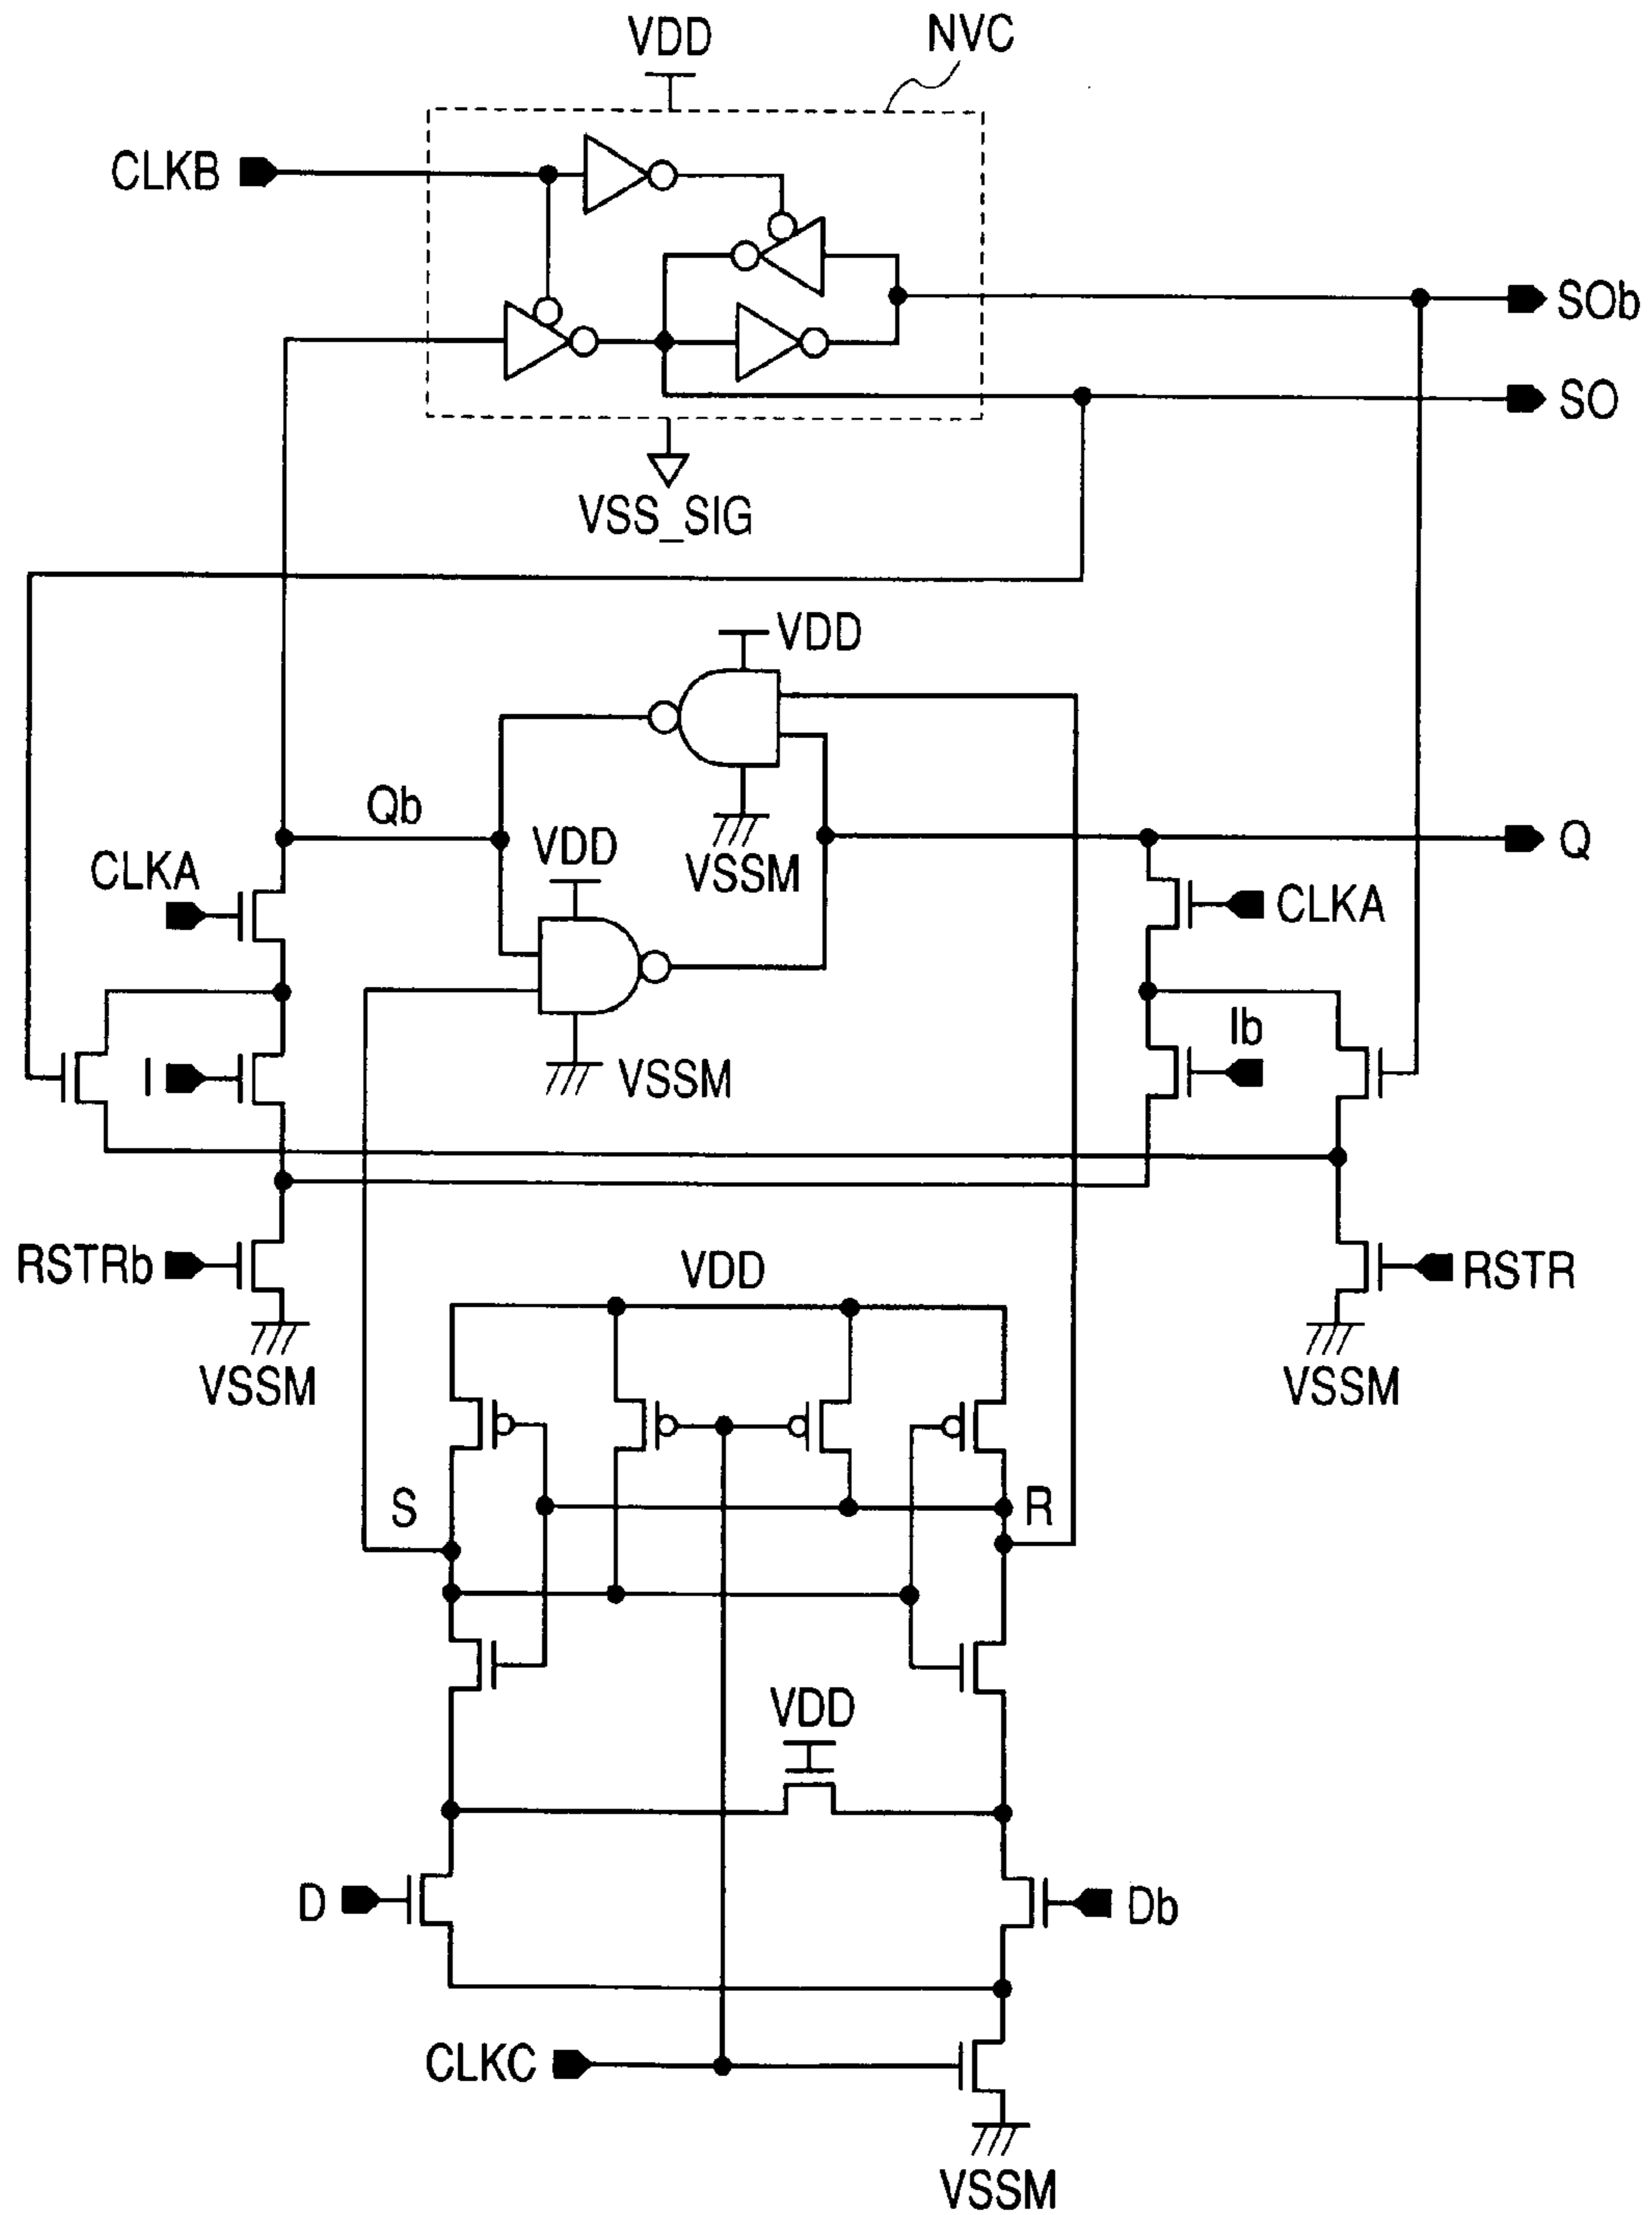 VDD
NVC
CLKB
SOb
SO
VSS_SIG
VDD
Qb
VDD
VSSM
Q
CLKA
CLKA
I
VSSM
Ib
RSTRb
VDD
RSTR
VSSM
VSSM
S
R
VDD
D
Db
CLKC
VSSM